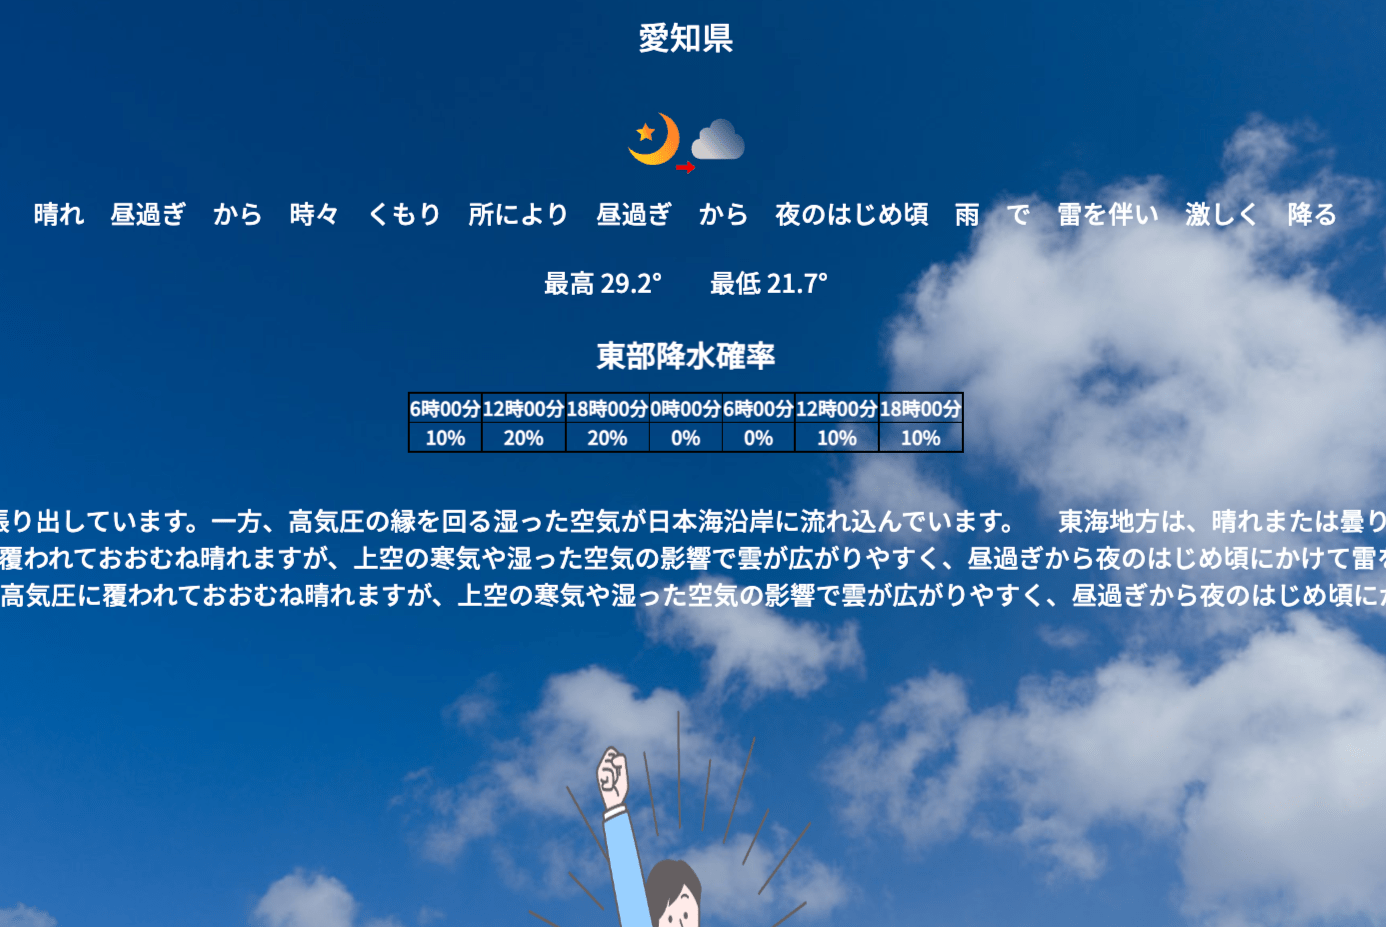 愛知県
晴れ　昼過ぎ　から　時々　くもり　所により　昼過ぎ　から　夜のはじめ頃　雨　で　雷を伴い　激しく　降る
最高 29.2°　最低 21.7°
東部降水確率
6時00分 12時00分 18時00分 0時00分 6時00分 12時00分 18時00分
10% 20% 20% 0% 0% 10% 10%
張り出しています。一方、高気圧の縁を回る湿った空気が日本海沿岸に流れ込んでいます。　東海地方は、晴れまたは曇り
覆われておおむね晴れますが、上空の寒気や湿った空気の影響で雲が広がりやすく、昼過ぎから夜のはじめ頃にかけて雷を
高気圧に覆われておおむね晴れますが、上空の寒気や湿った空気の影響で雲が広がりやすく、昼過ぎから夜のはじめ頃に